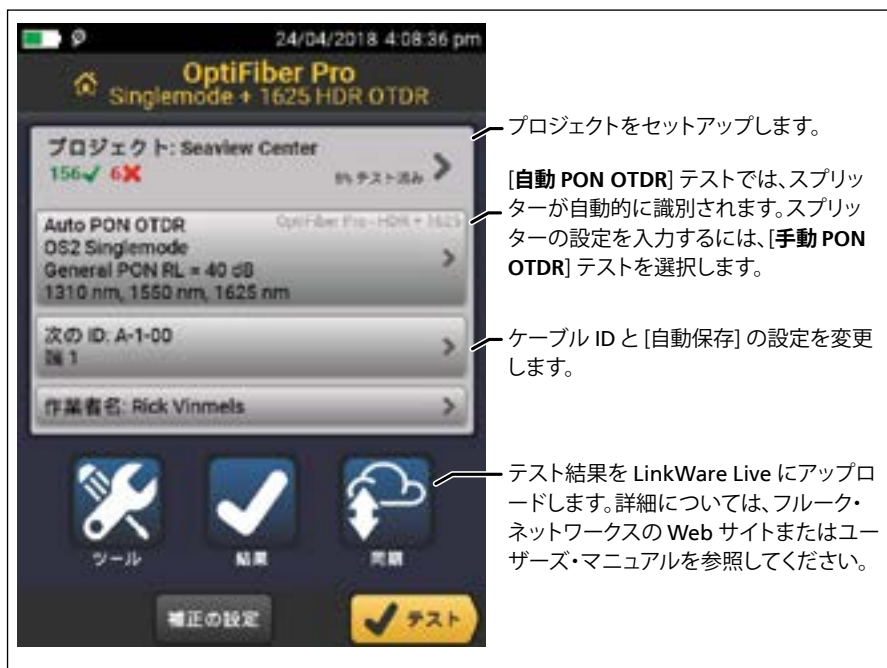 24/04/2018 4:08:36 pm
OptiFiber Pro
Singlemode + 1625 HDR OTDR
プロジェクト: Seaview Center
156✔ 6✖
8% テスト済み
Auto PON OTDR
OptiFiber Pro - HDR + 1625
OS2 Singlemode
General PON RL = 40 dB
1310 nm, 1550 nm, 1625 nm
次の ID: A-1-00
端 1
作業者名: Rick Vinmels
ツール
結果
同期
補正の設定
テスト
プロジェクトをセットアップします。
[自動 PON OTDR] テストでは、スプリッ
ターが自動的に識別されます。スプリッ
ターの設定を入力するには、[手動 PON
OTDR] テストを選択します。
ケーブル ID と [自動保存] の設定を変更
します。
テスト結果を LinkWare Live にアップロ
ードします。詳細については、フルーク・
ネットワークスの Web サイトまたはユー
ザーズ・マニュアルを参照してください。